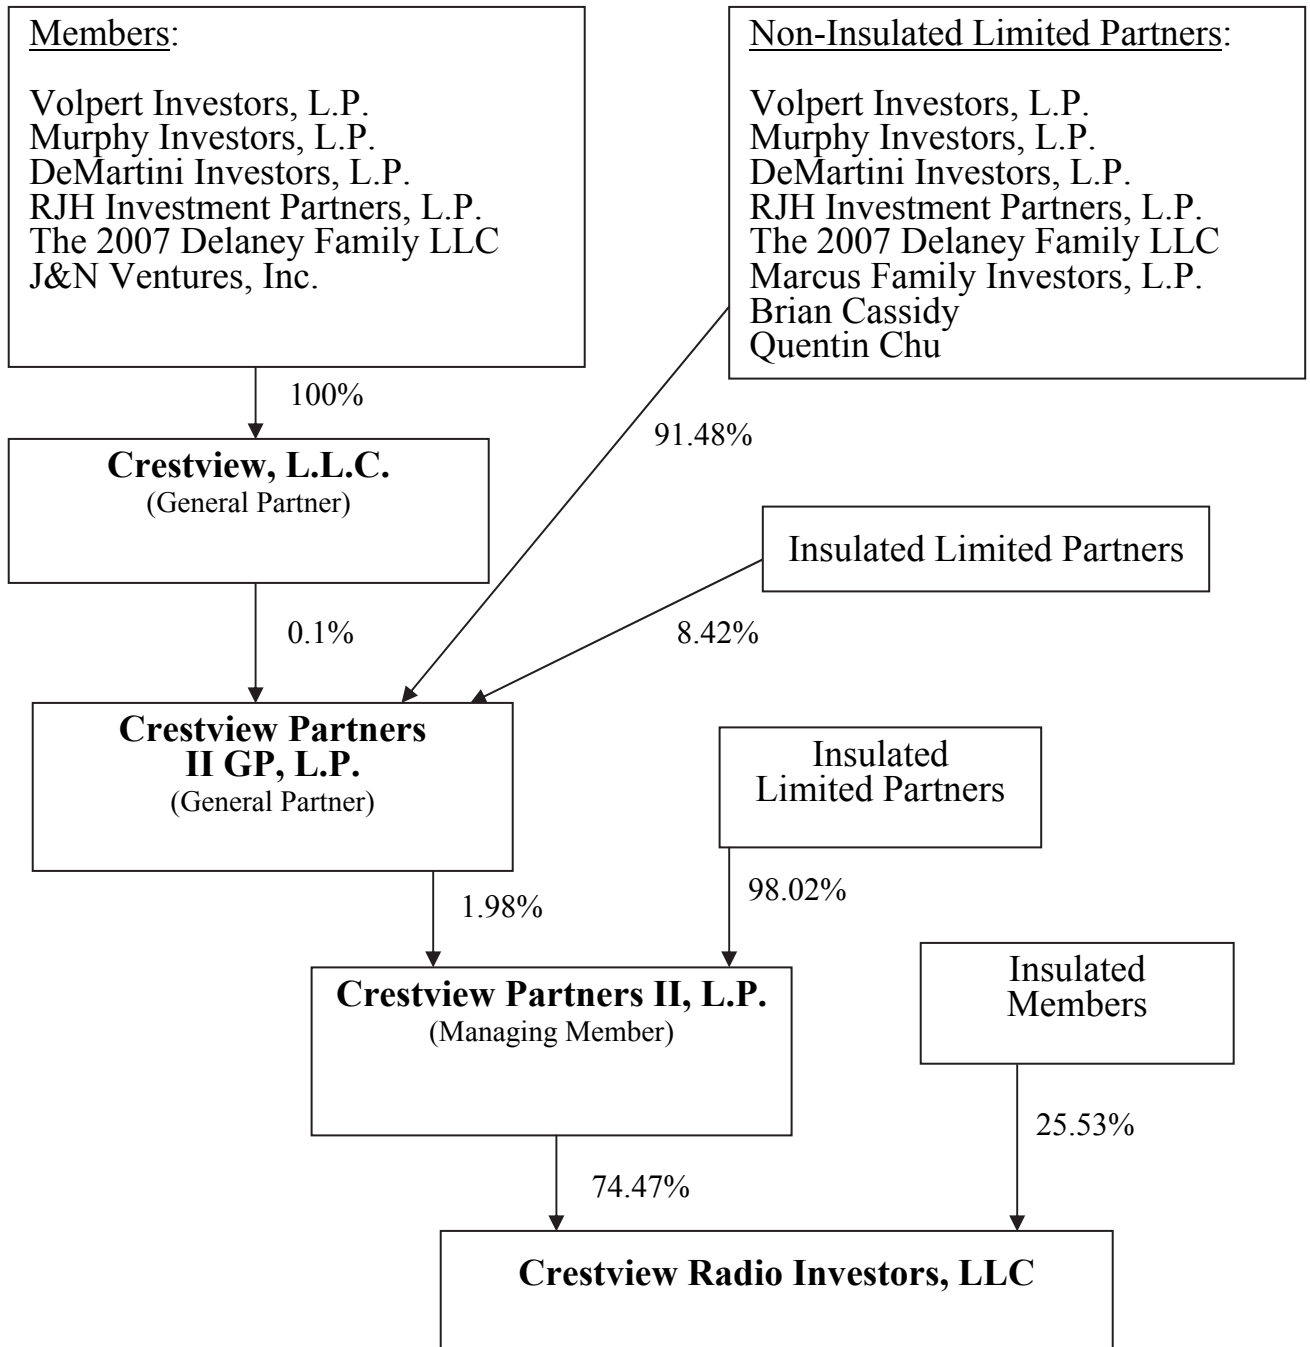 Members:
Volpert Investors, L.P.
Murphy Investors, L.P.
DeMartini Investors, L.P.
RJH Investment Partners, L.P.
The 2007 Delaney Family LLC
J&N Ventures, Inc.
Non-Insulated Limited Partners:
Volpert Investors, L.P.
Murphy Investors, L.P.
DeMartini Investors, L.P.
RJH Investment Partners, L.P.
The 2007 Delaney Family LLC
Marcus Family Investors, L.P.
Brian Cassidy
Quentin Chu
100%
91.48%
Crestview, L.L.C.
(General Partner)
Insulated Limited Partners
0.1%
8.42%
Crestview Partners
II GP, L.P.
(General Partner)
Insulated
Limited Partners
1.98%
98.02%
Crestview Partners II, L.P.
(Managing Member)
Insulated
Members
74.47%
25.53%
Crestview Radio Investors, LLC